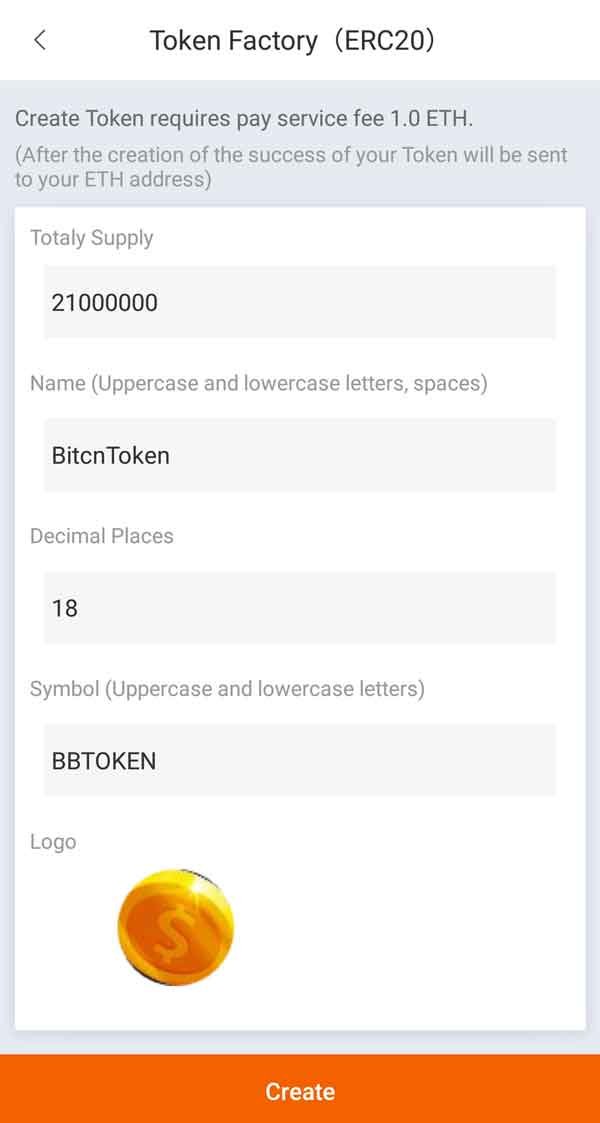 Token Factory（ERC20）
Create Token requires pay service fee 1.0 ETH.
(After the creation of the success of your Token will be sent
to your ETH address)
Totaly Supply
21000000
Name (Uppercase and lowercase letters, spaces)
BitcnToken
Decimal Places
18
Symbol (Uppercase and lowercase letters)
BBTOKEN
Logo
$
Create